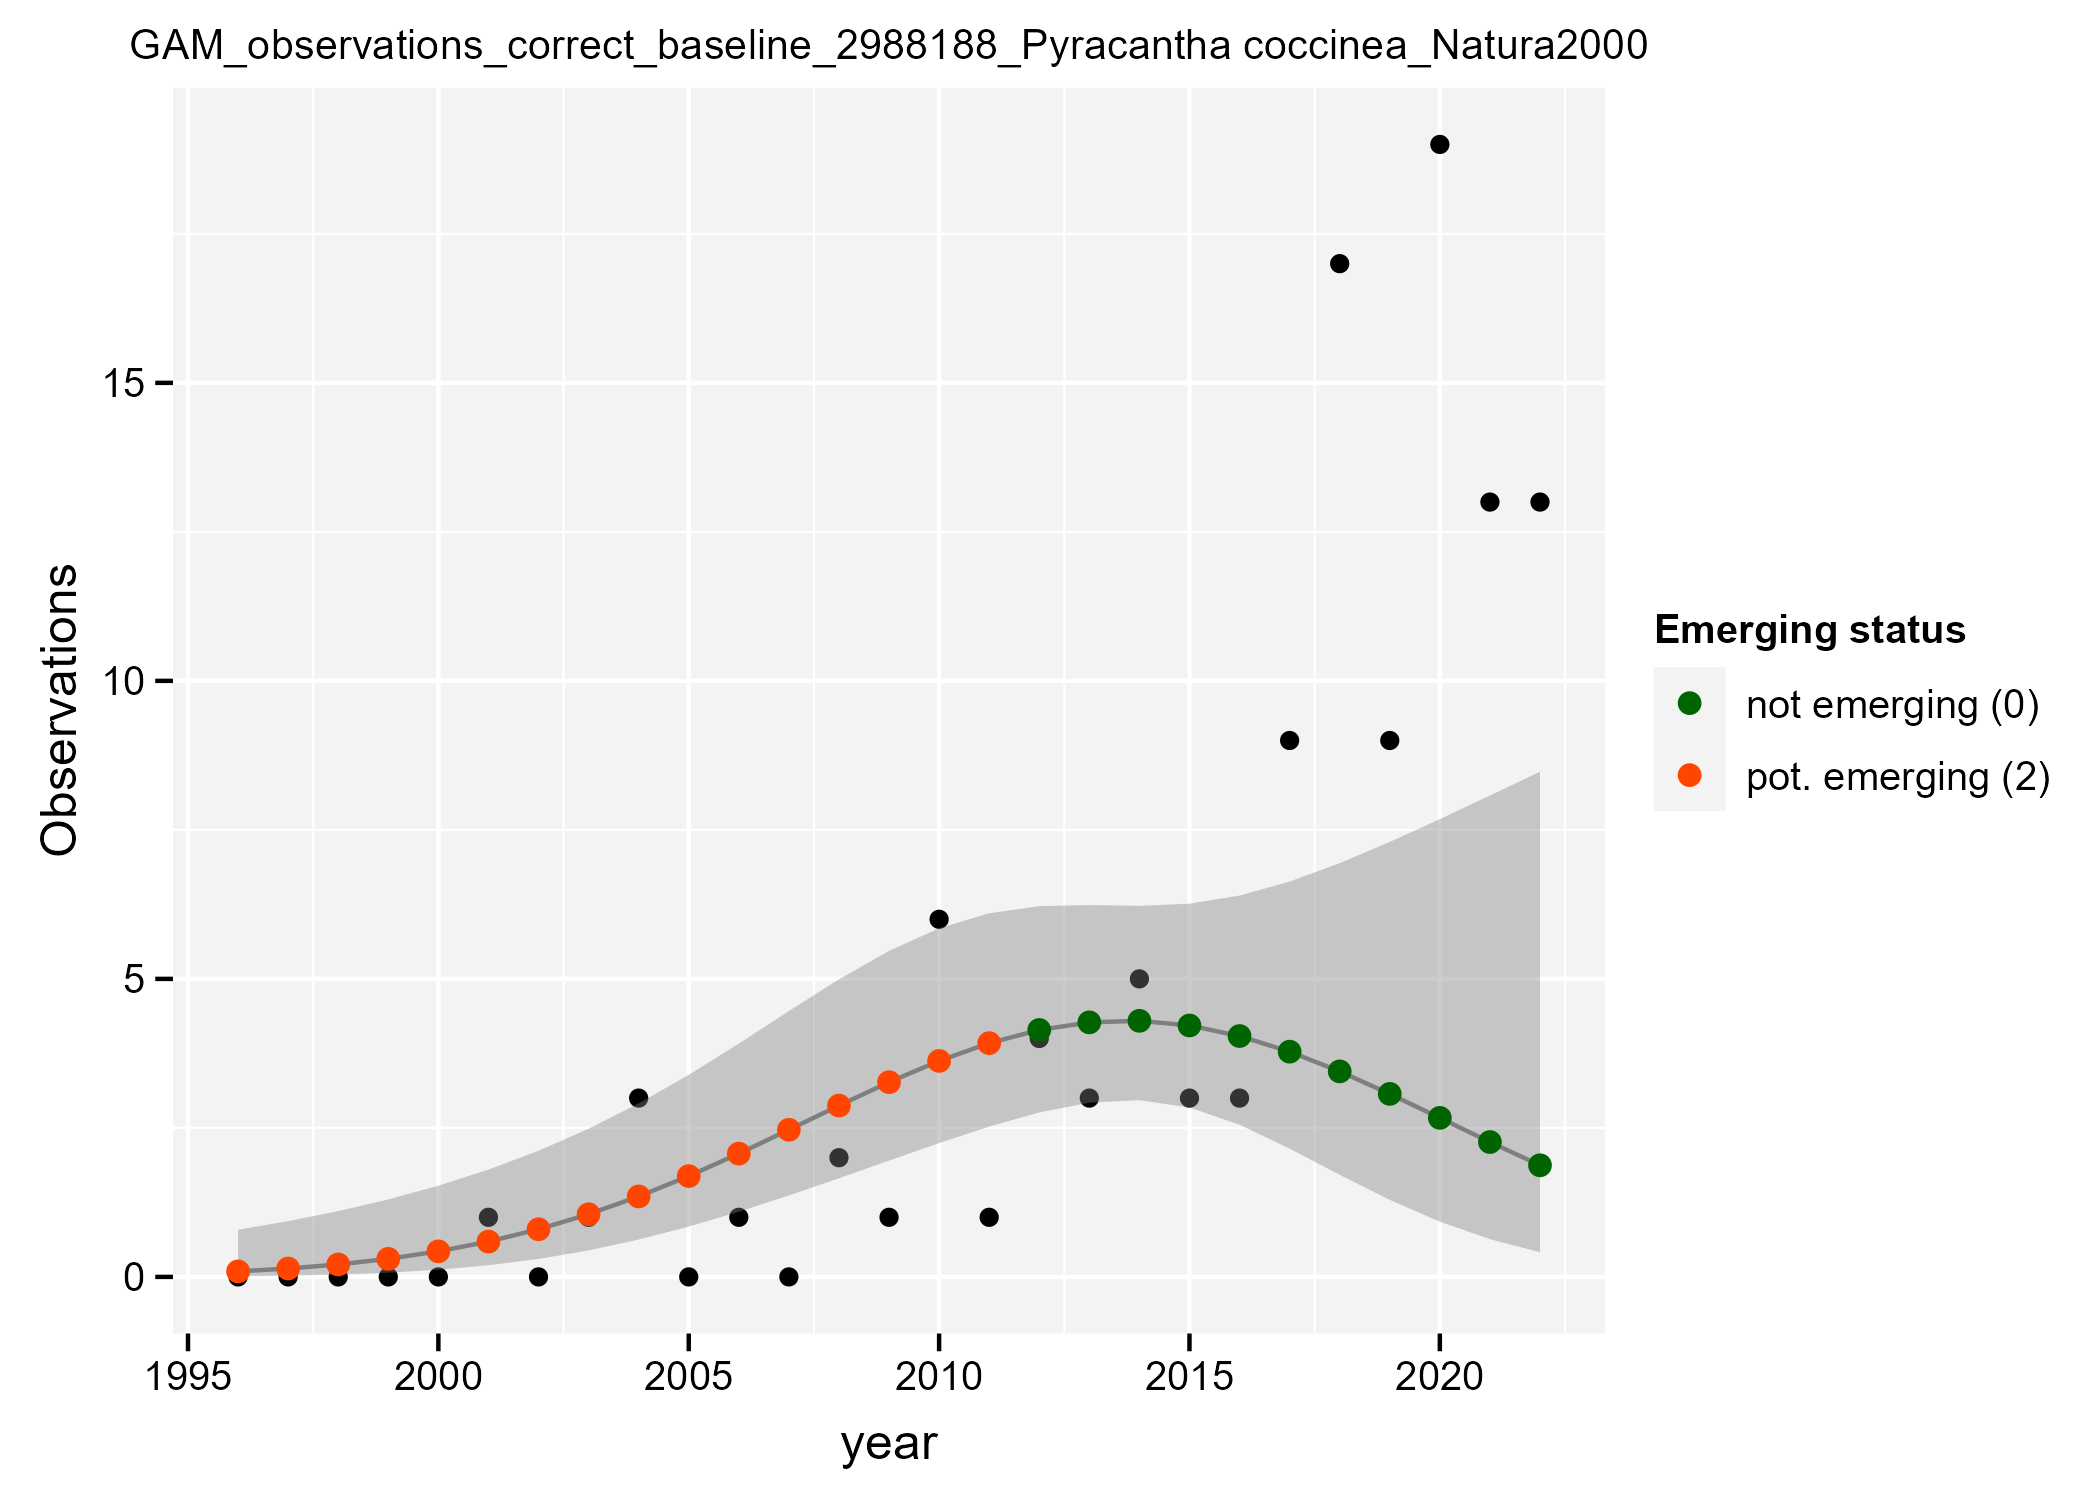 GAM_observations_correct_baseline_2988188_Pyracantha coccinea_Natura2000
Observations
15
10
5
0
1995 2000 2005 2010 2015 2020
year
Emerging status
not emerging (0)
pot. emerging (2)